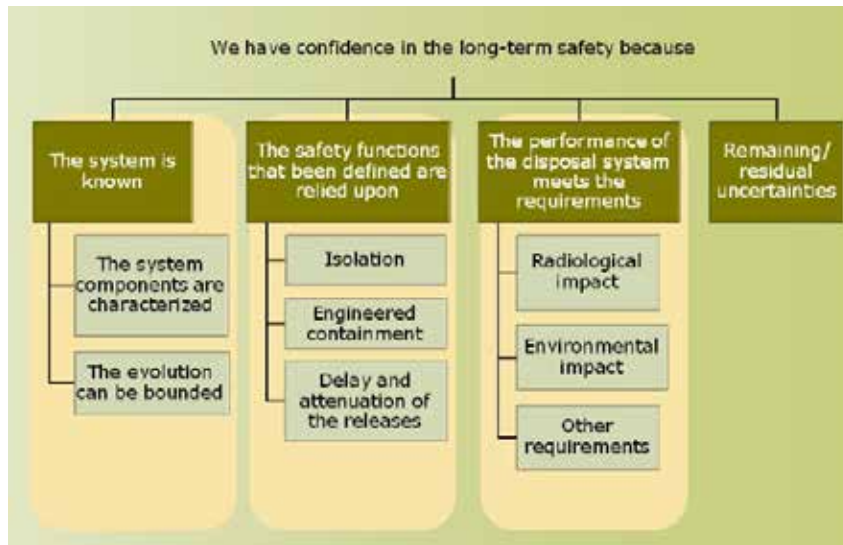 We have confidence in the long-term safety because
The system is
known
The safety functions
that been defined are
relied upon
The performance of
the disposal system
meets the
requirements
Remaining/
residual
uncertainties
The system
components are
characterized
The evolution
can be bounded
Isolation
Engineered
containment
Delay and
attenuation of
the releases
Radiological
impact
Environmental
impact
Other
requirements